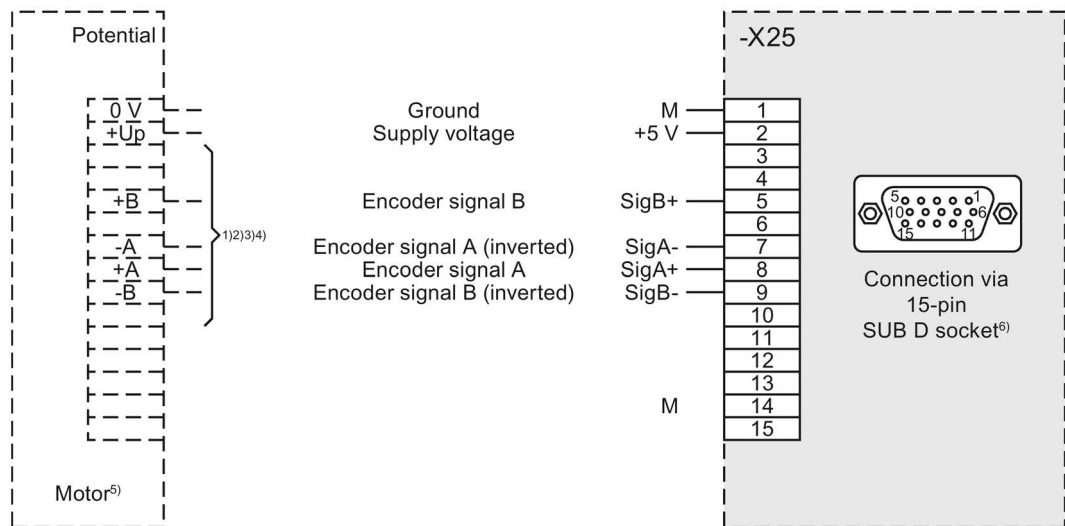 Potential
-X25
0 V Ground M 1
+Up Supply voltage +5 V 2
3
4
+B Encoder signal B SigB+ 5
6
-A Encoder signal A (inverted) SigA- 7
+A Encoder signal A SigA+ 8
-B Encoder signal B (inverted) SigB- 9
1)2)3)4)
10
11
12
13
M 14
15
5 1
10 6
15 11
Connection via
15-pin
SUB D socket6)
Motor5)